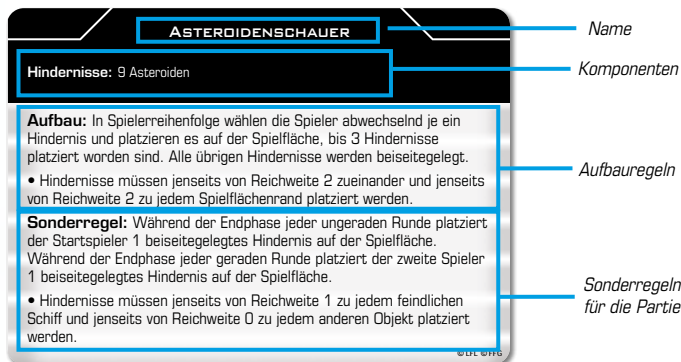 ASTEROIDENSCHAUER
Name
Hindernisse: 9 Asteroiden
Komponenten
Aufbau: In Spielerreihenfolge wählen die Spieler abwechselnd je ein
Hindernis und platzieren es auf der Spielfläche, bis 3 Hindernisse
platziert worden sind. Alle übrigen Hindernisse werden beiseitegelegt.
• Hindernisse müssen jenseits von Reichweite 2 zueinander und jenseits
von Reichweite 2 zu jedem Spielflächenrand platziert werden.
Aufbauregeln
Sonderregel: Während der Endphase jeder ungeraden Runde platziert
der Startspieler 1 beiseitegelegtes Hindernis auf der Spielfläche.
Während der Endphase jeder geraden Runde platziert der zweite Spieler
1 beiseitegelegtes Hindernis auf der Spielfläche.
• Hindernisse müssen jenseits von Reichweite 1 zu jedem feindlichen
Schiff und jenseits von Reichweite 0 zu jedem anderen Objekt platziert
werden.
Sonderregeln
für die Partie
© LFL © FFG